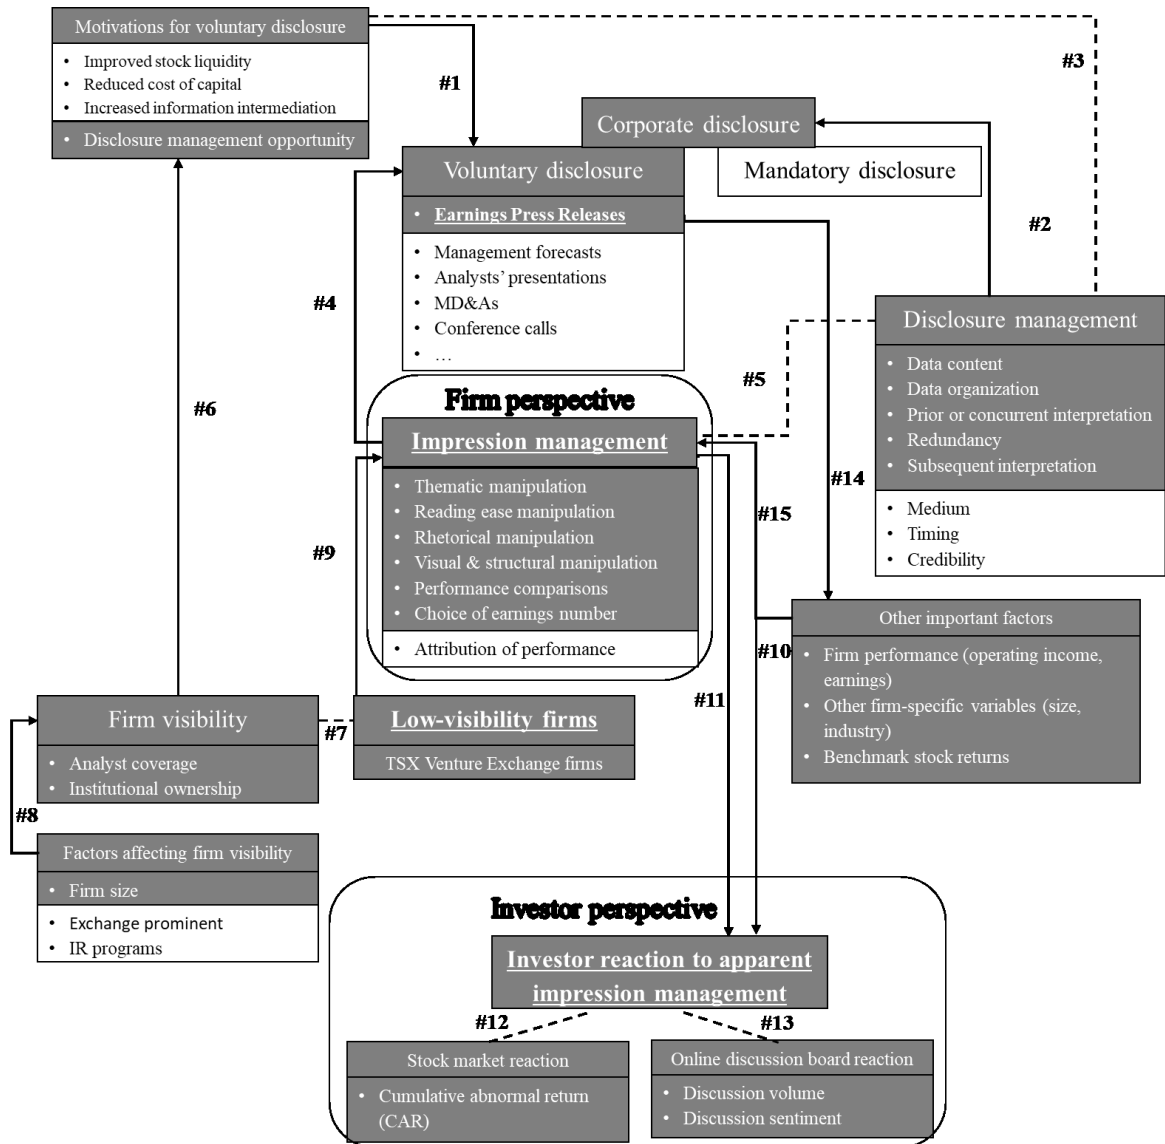 Motivations for voluntary disclosure
• Improved stock liquidity
• Reduced cost of capital
• Increased information intermediation
• Disclosure management opportunity
#1
#3
Corporate disclosure
Mandatory disclosure
Voluntary disclosure
• Earnings Press Releases
• Management forecasts
• Analysts' presentations
• MD&As
• Conference calls
• …
#2
#4
Disclosure management
• Data content
• Data organization
• Prior or concurrent interpretation
• Redundancy
• Subsequent interpretation
• Medium
• Timing
• Credibility
#5
#6
Firm perspective
Impression management
• Thematic manipulation
• Reading ease manipulation
• Rhetorical manipulation
• Visual & structural manipulation
• Performance comparisons
• Choice of earnings number
• Attribution of performance
#14
#15
#9
Other important factors
• Firm performance (operating income,
earnings)
• Other firm-specific variables (size,
industry)
• Benchmark stock returns
#10
#11
Firm visibility
• Analyst coverage
• Institutional ownership
#7
Low-visibility firms
TSX Venture Exchange firms
#8
Factors affecting firm visibility
• Firm size
• Exchange prominent
• IR programs
Investor perspective
Investor reaction to apparent
impression management
#12
#13
Stock market reaction
• Cumulative abnormal return
(CAR)
Online discussion board reaction
• Discussion volume
• Discussion sentiment